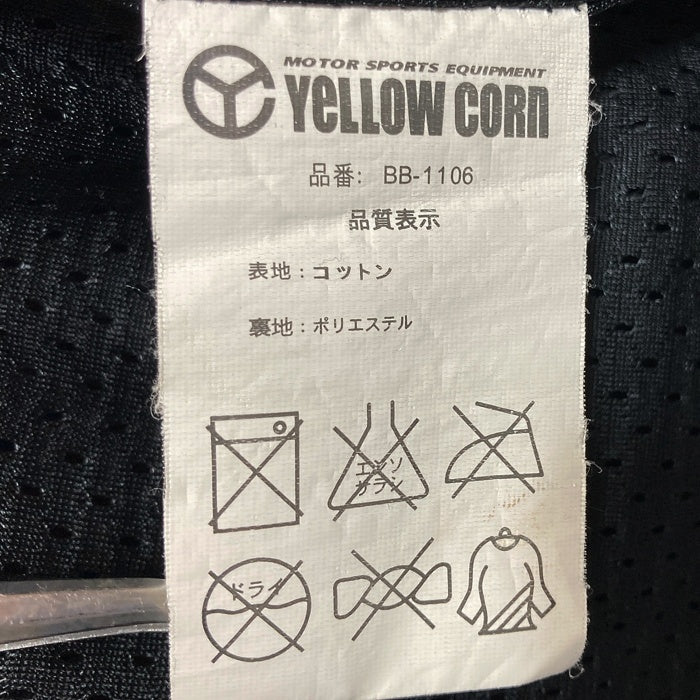 MOTOR SPORTS EQUIPMENT
YeLLOW CORN
品番: BB-1106
品質表示
表地：コットン
裏地：ポリエステル
エンソ
サラシ
ドライ